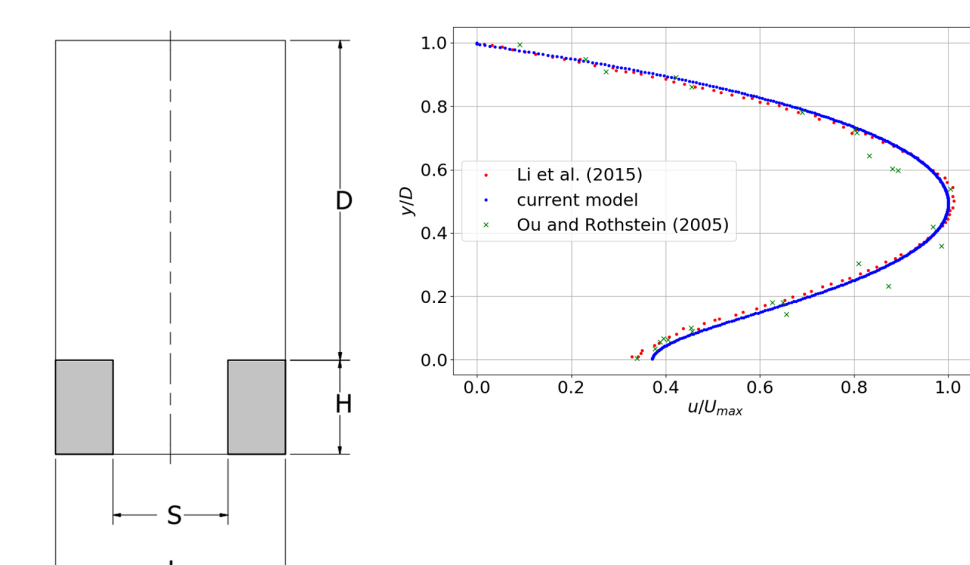 D
H
S
1.0
0.8
0.6
0.4
0.2
0.0
y/D
Li et al. (2015)
current model
Ou and Rothstein (2005)
0.0 0.2 0.4 0.6 0.8 1.0
u/Umax